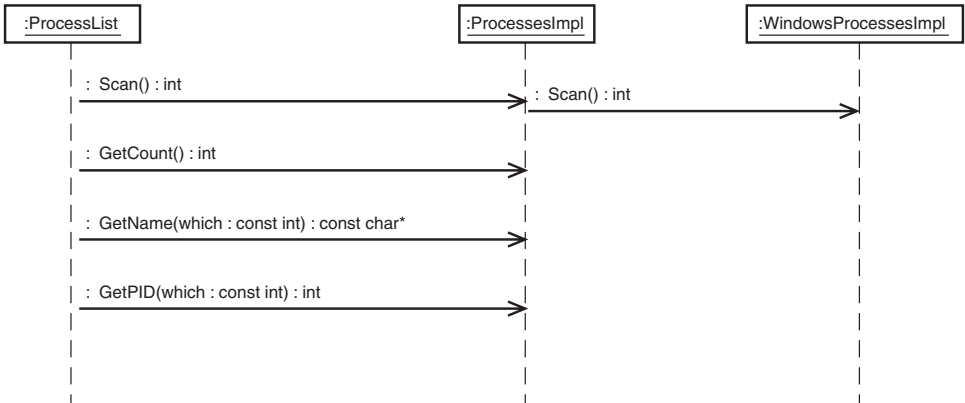 :ProcessList
:ProcessesImpl
:WindowsProcessesImpl
: Scan() : int
: Scan() : int
: GetCount() : int
: GetName(which : const int) : const char*
: GetPID(which : const int) : int